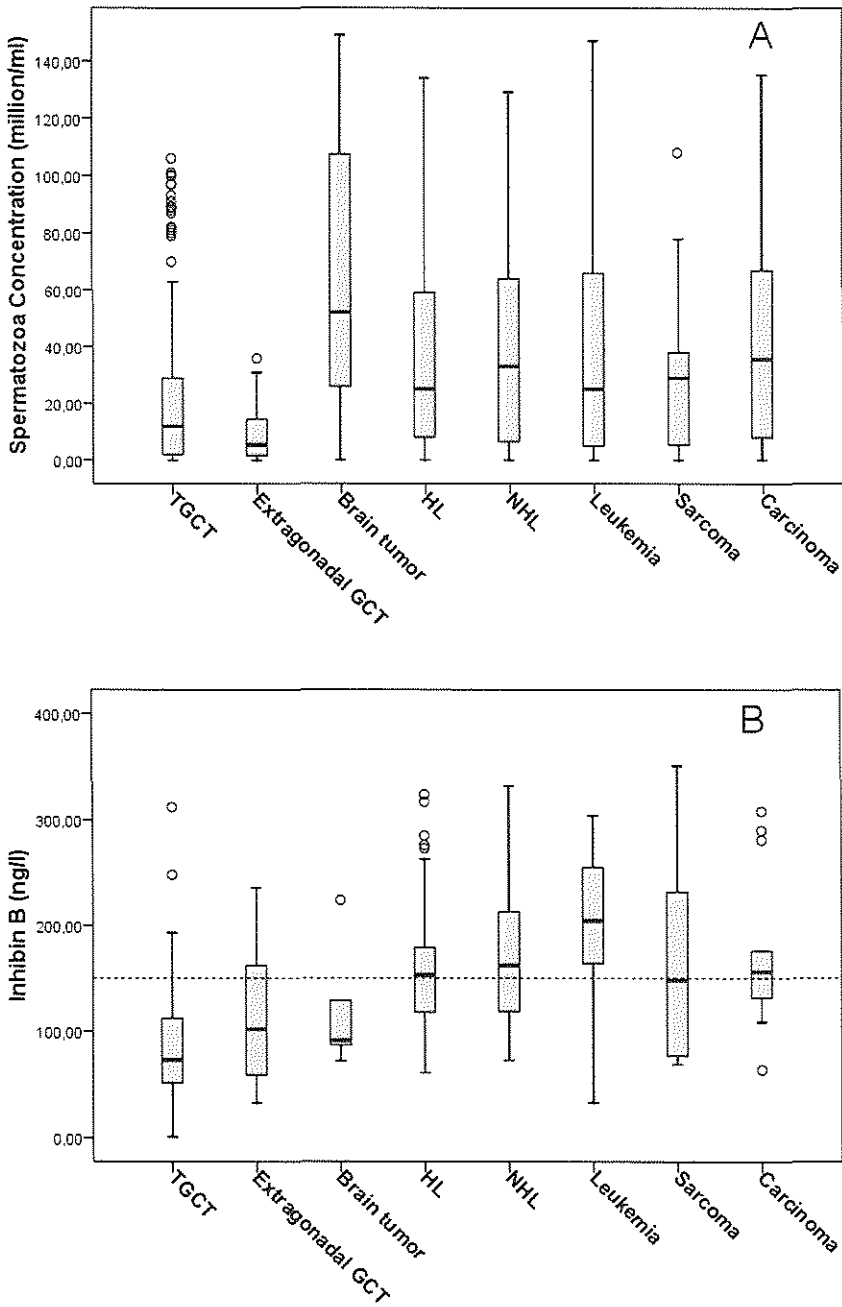 A
Spermatozoa Concentration (million/ml)
140,00
120,00
100,00
80,00
60,00
40,00
20,00
0,00
TGCT
Extragonadal GCT
Brain tumor
HL
NHL
Leukemia
Sarcoma
Carcinoma
B
Inhibin B (ng/l)
400,00
300,00
200,00
100,00
0,00
TGCT
Extragonadal GCT
Brain tumor
HL
NHL
Leukemia
Sarcoma
Carcinoma